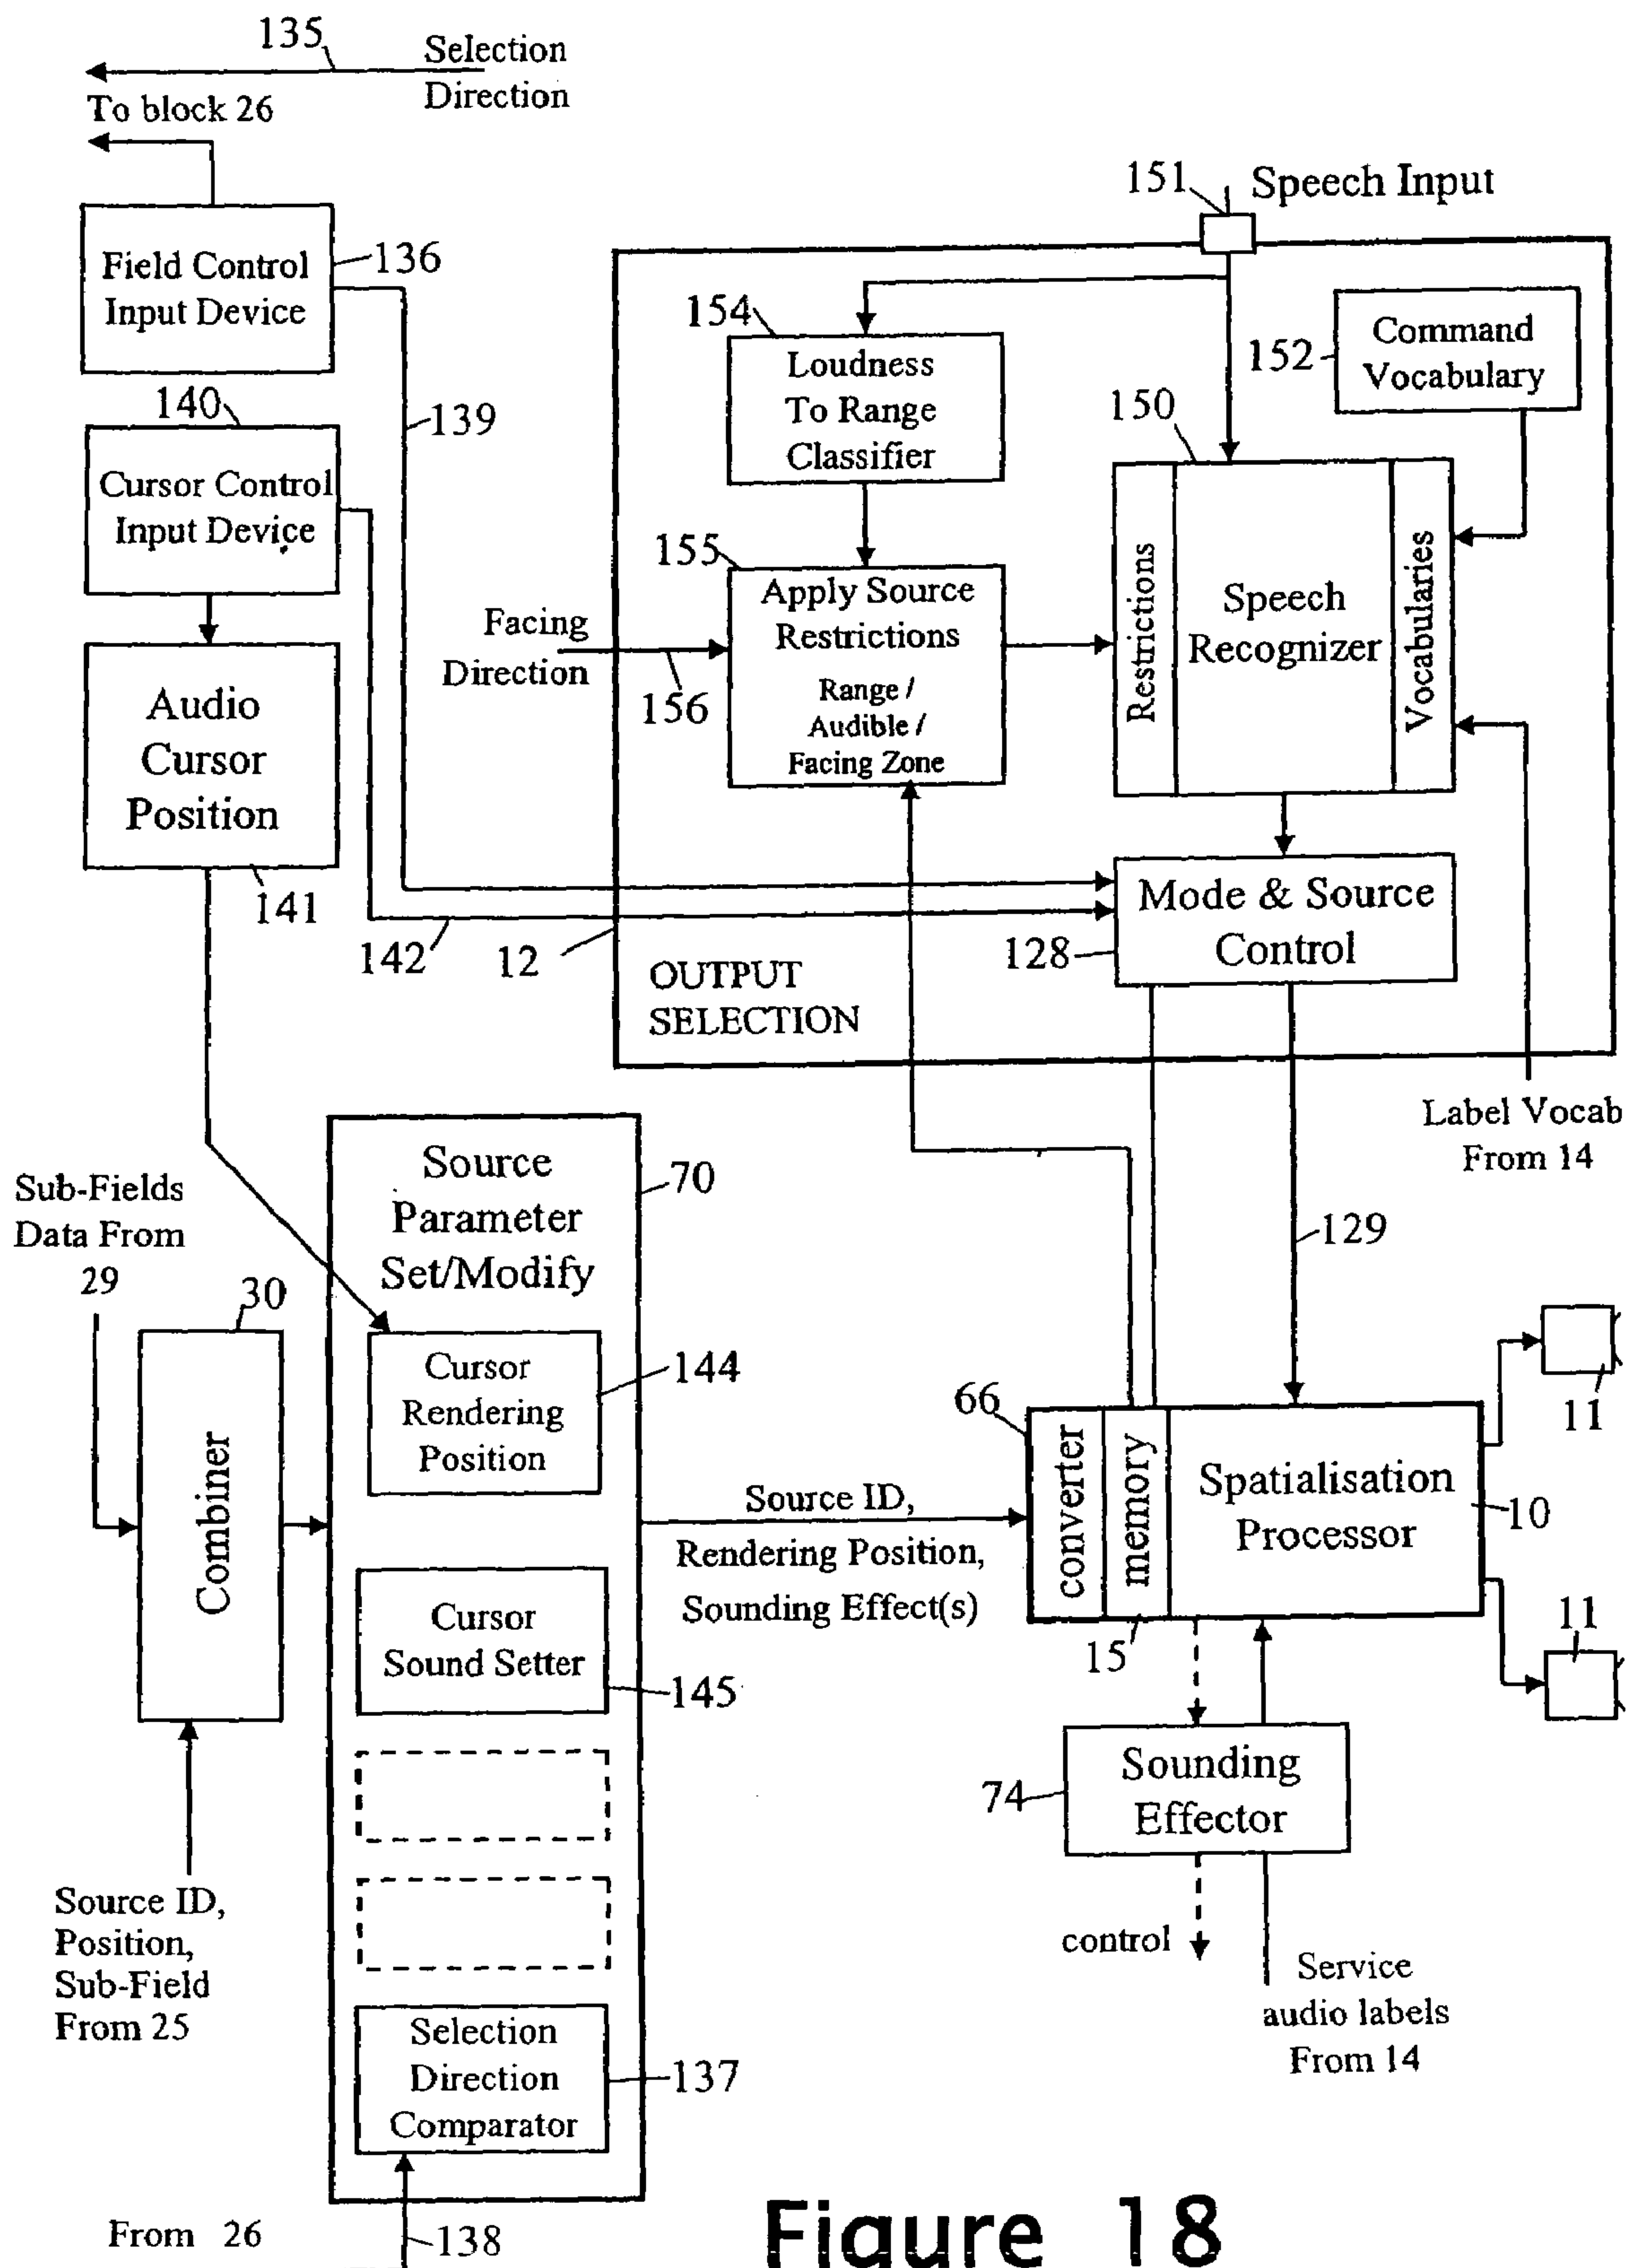 135
Selection
Direction
To block 26
151
Speech Input
Field Control
Input Device
136
154
Loudness
To Range
Classifier
152
Command
Vocabulary
140
139
150
Cursor Control
Input Device
155
Apply Source
Restrictions
Range /
Audible /
Facing Zone
Restrictions
Speech
Recognizer
Vocabularies
Facing
Direction
156
Audio
Cursor
Position
141
142
12
128
Mode & Source
Control
OUTPUT
SELECTION
Label Vocab
From 14
Source
Parameter
Set/Modify
70
Sub-Fields
Data From
29
30
129
Combiner
Cursor
Rendering
Position
144
66
converter
memory
Spatialisation
Processor
10
11
Source ID,
Rendering Position,
Sounding Effect(s)
Cursor
Sound Setter
145
15
11
74
Sounding
Effector
control
Service
audio labels
From 14
Source ID,
Position,
Sub-Field
From 25
Selection
Direction
Comparator
137
From 26
138
Figure 18